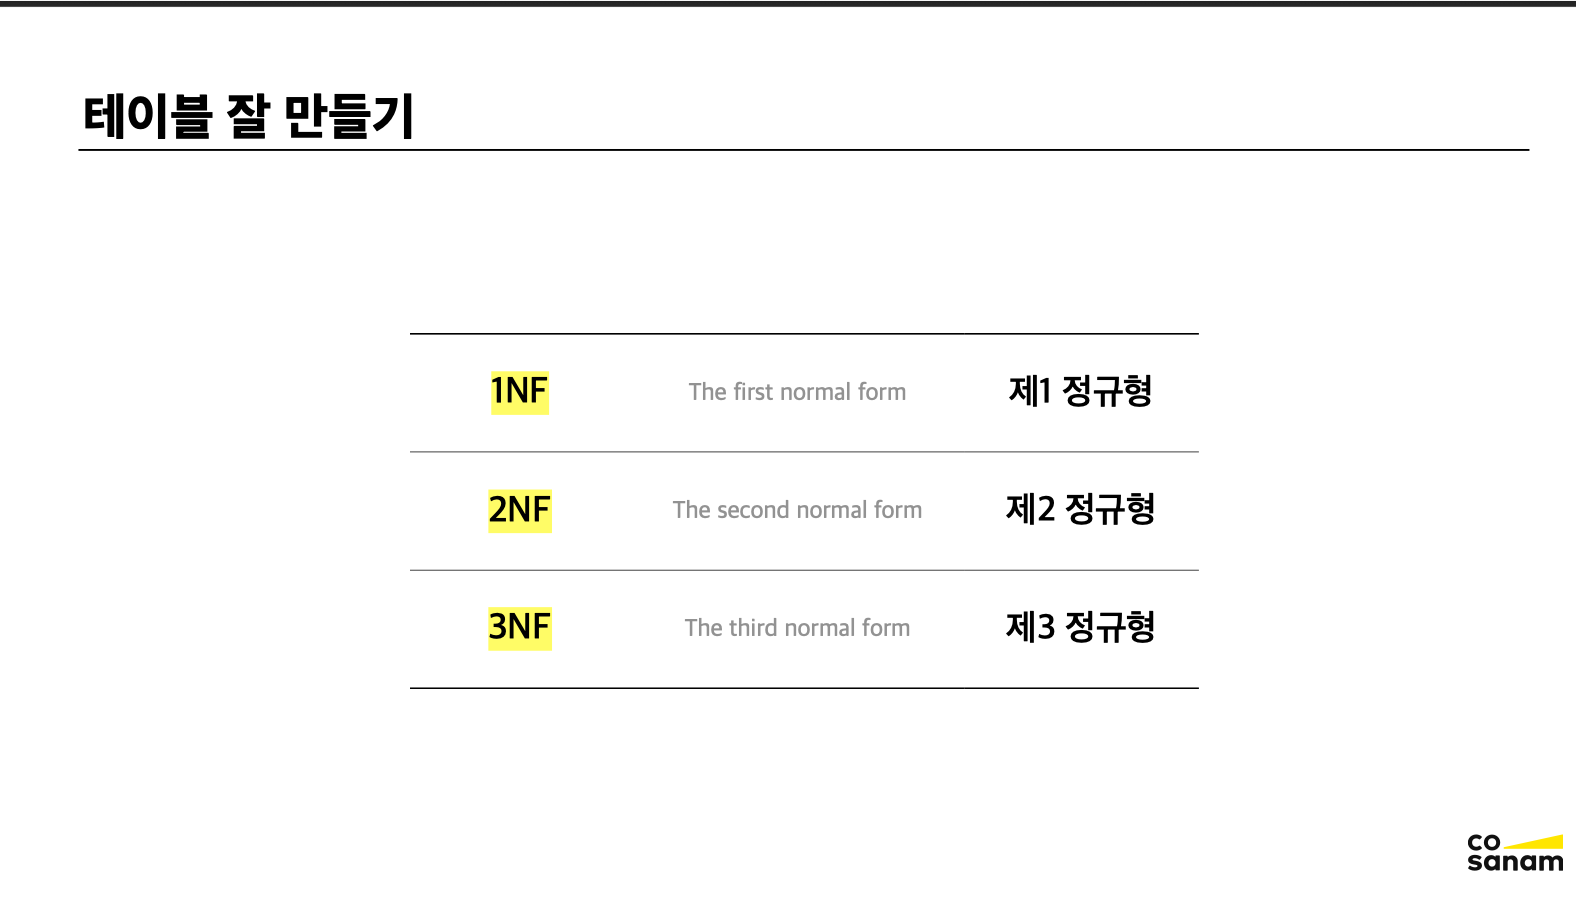 테이블 잘 만들기
1NF The first normal form 제1 정규형
2NF The second normal form 제2 정규형
3NF The third normal form 제3 정규형
co
sanam